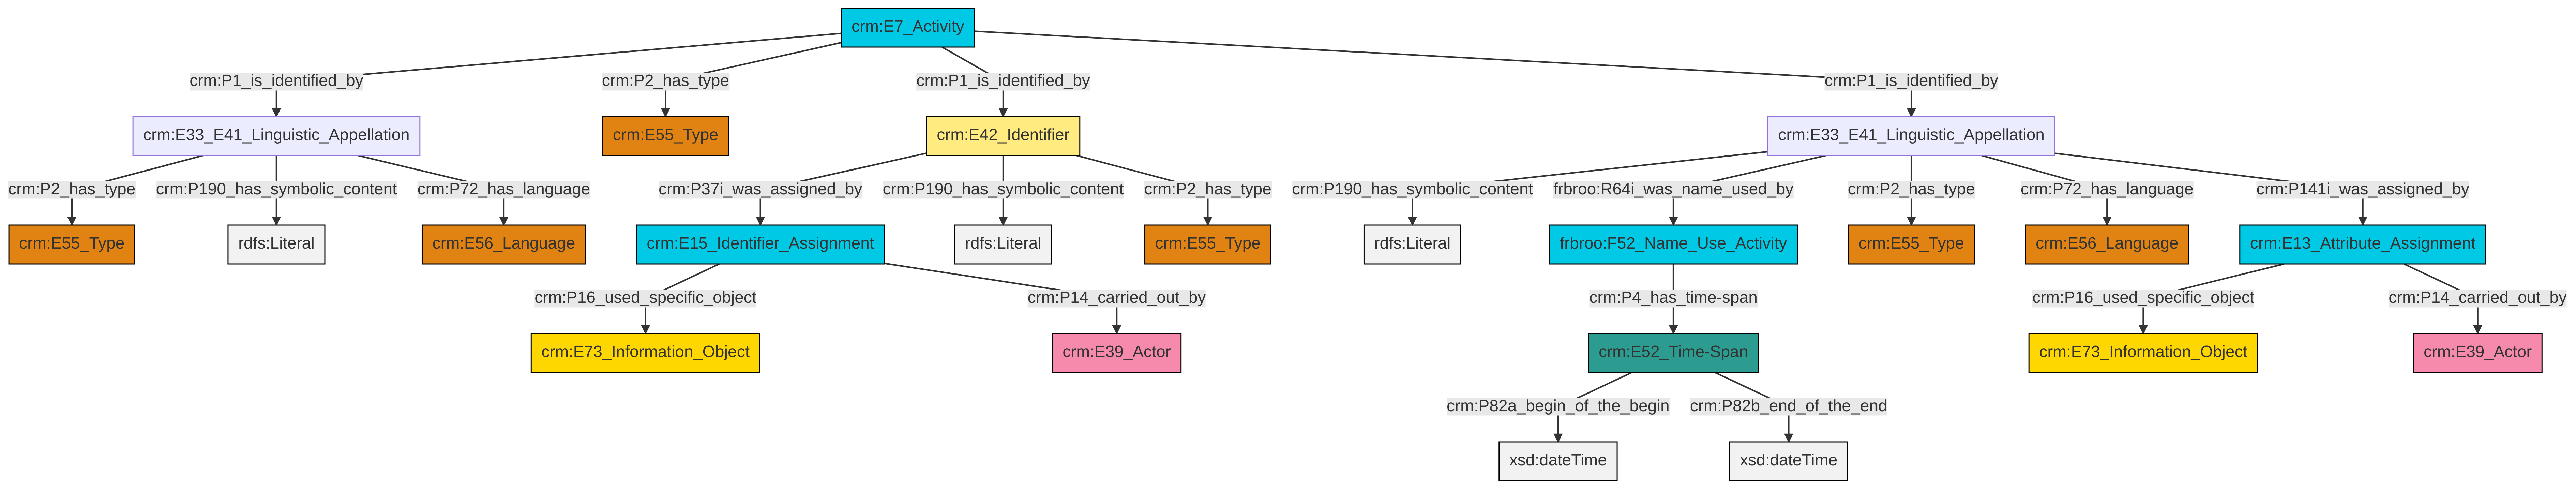 crm:E7_Activity
crm:P1_is_identified_by
crm:P2_has_type
crm:P1_is_identified_by
crm:P1_is_identified_by
crm:E33_E41_Linguistic_Appellation
crm:E55_Type
crm:E42_Identifier
crm:E33_E41_Linguistic_Appellation
crm:P2_has_type
crm:P190_has_symbolic_content
crm:P72_has_language
crm:P37i_was_assigned_by
crm:P190_has_symbolic_content
crm:P2_has_type
crm:P190_has_symbolic_content
frbroo:R64i_was_name_used_by
crm:P2_has_type
crm:P72_has_language
crm:P141i_was_assigned_by
crm:E55_Type
rdfs:Literal
crm:E56_Language
crm:E15_Identifier_Assignment
rdfs:Literal
crm:E55_Type
rdfs:Literal
frbroo:F52_Name_Use_Activity
crm:E55_Type
crm:E56_Language
crm:E13_Attribute_Assignment
crm:P16_used_specific_object
crm:P14_carried_out_by
crm:P4_has_time-span
crm:P16_used_specific_object
crm:P14_carried_out_by
crm:E73_Information_Object
crm:E39_Actor
crm:E52_Time-Span
crm:E73_Information_Object
crm:E39_Actor
crm:P82a_begin_of_the_begin
crm:P82b_end_of_the_end
xsd:dateTime
xsd:dateTime